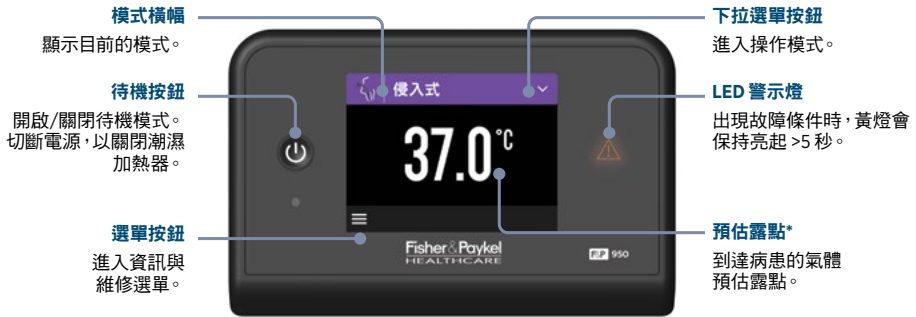 模式橫幅
顯示目前的模式。
待機按鈕
開啟/關閉待機模式。
切斷電源,以關閉潮濕
加熱器。
選單按鈕
進入資訊與
維修選單。
侵入式
37.0°C
Fisher & Paykel
HEALTHCARE
F&P 950
下拉選單按鈕
進入操作模式。
LED 警示燈
出現故障條件時,黃燈會
保持亮起 >5 秒。
預估露點*
到達病患的氣體
預估露點。